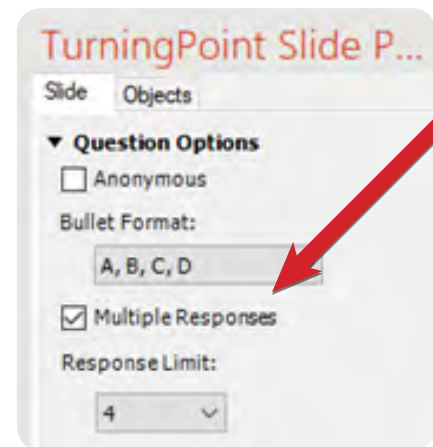 TurningPoint Slide P...
Slide Objects
Question Options
Anonymous
Bullet Format:
A, B, C, D
Multiple Responses
Response Limit:
4